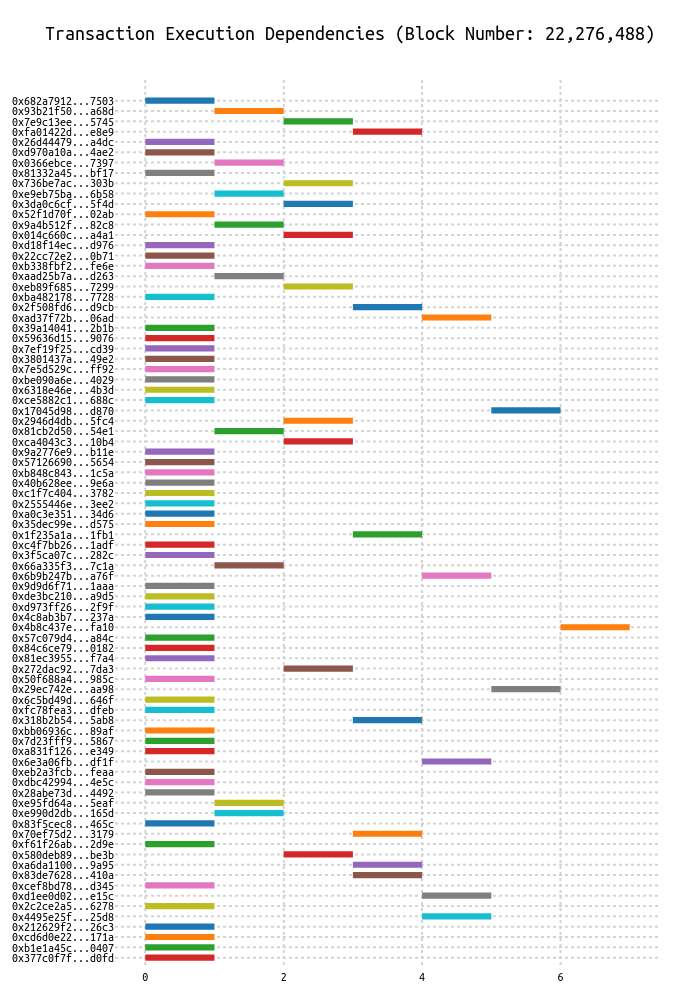 Transaction Execution Dependencies (Block Number: 22,276,488)
0x682a7912...7503
0x93b21f50...a68d
0x7e9c13ee...5745
0xfa01422d...e8e9
0x26d44479...a4dc
0xd970a10a...4ae2
0x0366ebce...7397
0x81332a45...bf17
0x736be7ac...303b
0xe9eb75ba...6b58
0x3da0c6cf...5f4d
0x52f1d70f...02ab
0x9a4b512f...82c8
0x014c660c...a4a1
0xd18f14ec...d976
0x22cc72e2...0b71
0xb338fbf2...fe6e
0xaad25b7a...d263
0xeb89f685...7299
0xba482178...7728
0x2f508fd6...d9cb
0xad37f72b...06ad
0x39a14041...2b1b
0x59636d15...9076
0x7ef19f25...cd39
0x3801437a...49e2
0x7e5d529c...ff92
0xbe090a6e...4029
0x6318e46e...4b3d
0xce5882c1...688c
0x17045d98...d870
0x2946d4db...5fc4
0x81cb2d50...54e1
0xca4043c3...10b4
0x9a2776e9...b11e
0x57126690...5654
0xb848c843...1c5a
0x40b628ee...9e6a
0xc1f7c404...3782
0x2555446e...3ee2
0xa0c3e351...34d6
0x35dec99e...d575
0x1f235a1a...1fb1
0xc4f7bb26...1adf
0x3f5ca07c...282c
0x66a335f3...7c1a
0x6b9b247b...a76f
0x9d9d6f71...1aaa
0xde3bc210...a9d5
0xd973ff26...2f9f
0x4c8ab3b7...237a
0x4b8c437e...fa10
0x57c079d4...a84c
0x84c6ce79...0182
0x81ec3955...f7a4
0x272dac92...7da3
0x50f688a4...985c
0x29ec742e...aa98
0x6c5bd49d...646f
0xfc78fea3...dfeb
0x318b2b54...5ab8
0xbb06936c...89af
0x7d23fff9...5867
0xa831f126...e349
0x6e3a06fb...df1f
0xeb2a3fcb...feaa
0xdbc42994...4e5c
0x28abe73d...4492
0xe95fd64a...5eaf
0xe990d2db...165d
0x83f5cec8...465c
0x70ef75d2...3179
0xf61f26ab...2d9e
0x580deb89...be3b
0xa6da1100...9a95
0x83de7628...410a
0xcef8bd78...d345
0xd1ee0d02...e15c
0x2c2ce2a5...6278
0x4495e25f...25d8
0x212629f2...26c3
0xcd6d0e22...171a
0xb1e1a45c...0407
0x377c0f7f...d0fd
0 2 4 6